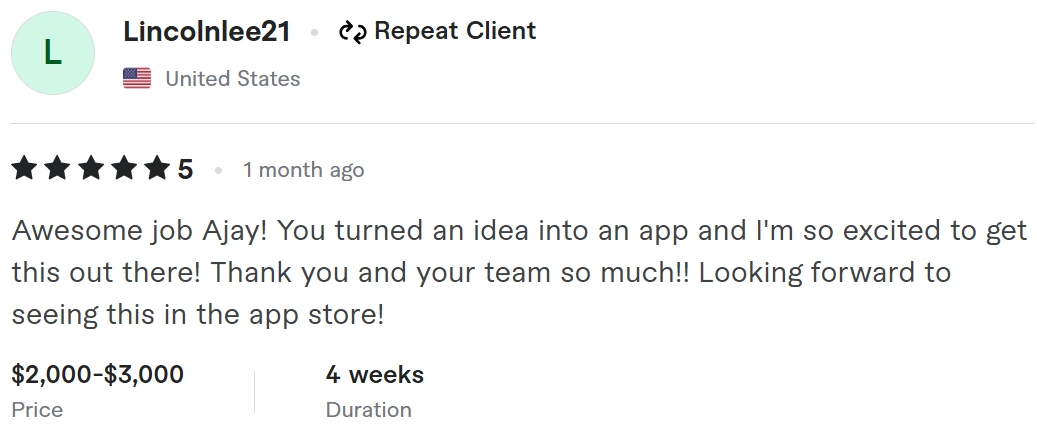 L
Lincolnlee21 • Repeat Client
United States
5 • 1 month ago
Awesome job Ajay! You turned an idea into an app and I'm so excited to get
this out there! Thank you and your team so much!! Looking forward to
seeing this in the app store!
$2,000-$3,000
4 weeks
Price
Duration